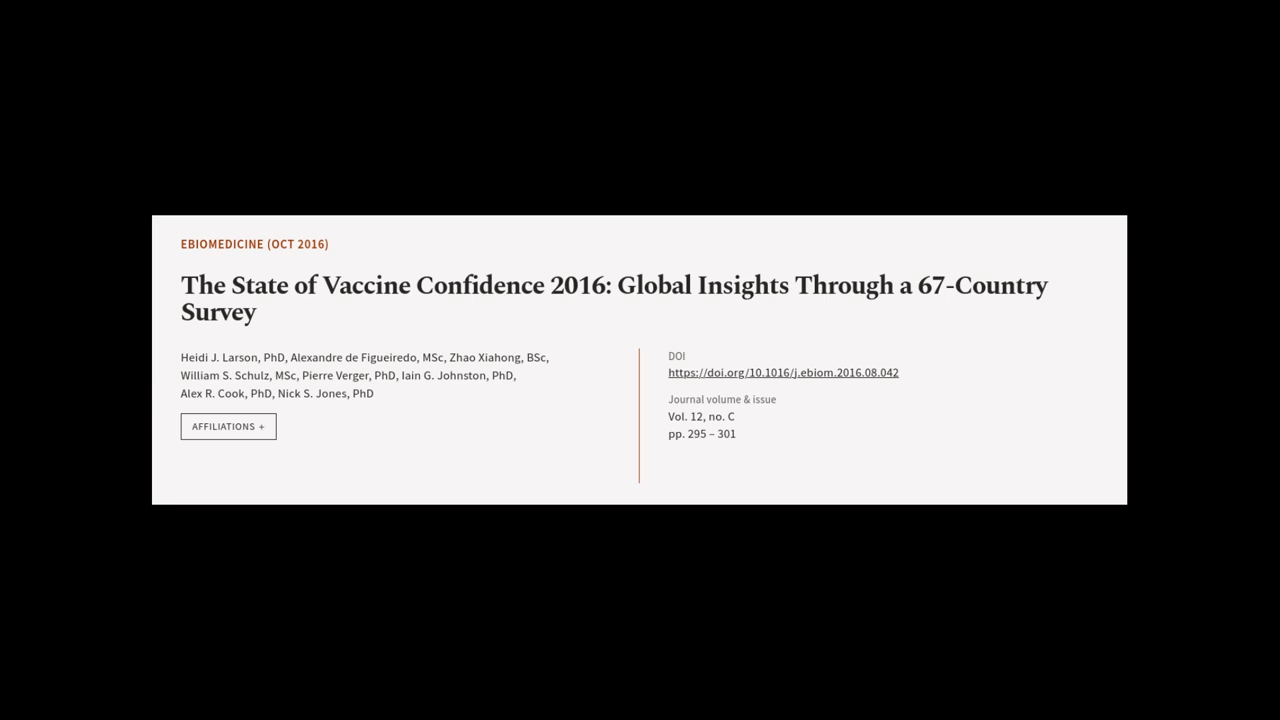 EBIOMEDICINE (OCT 2016)
The State of Vaccine Confidence 2016: Global Insights Through a 67-Country
Survey
Heidi J. Larson, PhD, Alexandre de Figueiredo, MSc, Zhao Xiahong, BSc,
William S. Schulz, MSc, Pierre Verger, PhD, Iain G. Johnston, PhD,
Alex R. Cook, PhD, Nick S. Jones, PhD
AFFILIATIONS +
DOI
https://doi.org/10.1016/j.ebiom.2016.08.042
Journal volume & issue
Vol. 12, no. C
pp. 295 – 301